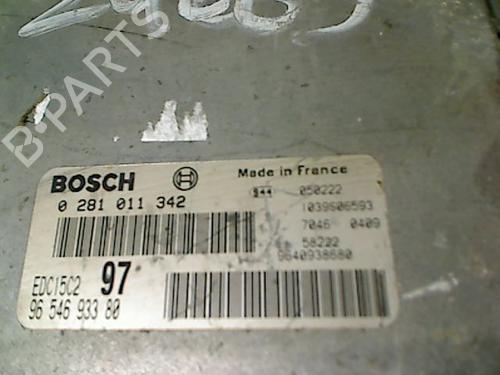 B-PARTS
BOSCH
Made in France
0 281 011 342
050222
1039S06593
7046 0409
58222
9640938680
EDC15C2 97
96 546 933 80